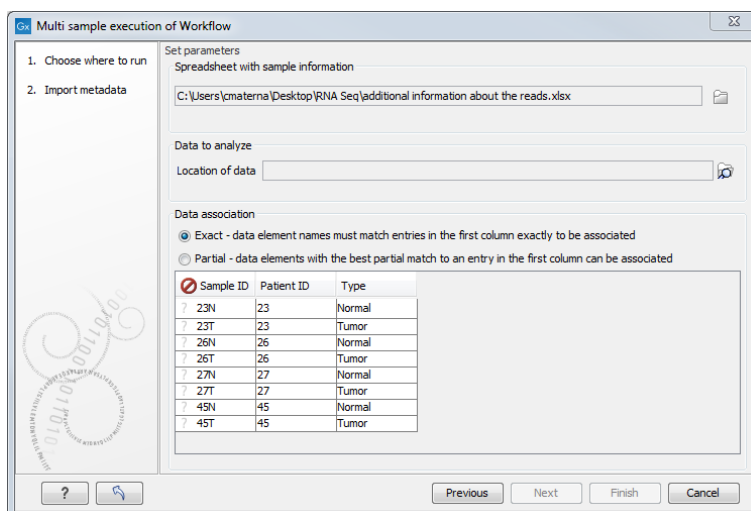 Gx Multi sample execution of Workflow
1. Choose where to run
2. Import metadata
Set parameters
Spreadsheet with sample information
C:\Users\cmaterna\Desktop\RNA Seq\additional information about the reads.xlsx
Data to analyze
Location of data
Data association
Exact - data element names must match entries in the first column exactly to be associated
Partial - data elements with the best partial match to an entry in the first column can be associated
Sample ID Patient ID Type
? 23N 23 Normal
? 23T 23 Tumor
? 26N 26 Normal
? 26T 26 Tumor
? 27N 27 Normal
? 27T 27 Tumor
? 45N 45 Normal
? 45T 45 Tumor
? Previous Next Finish Cancel